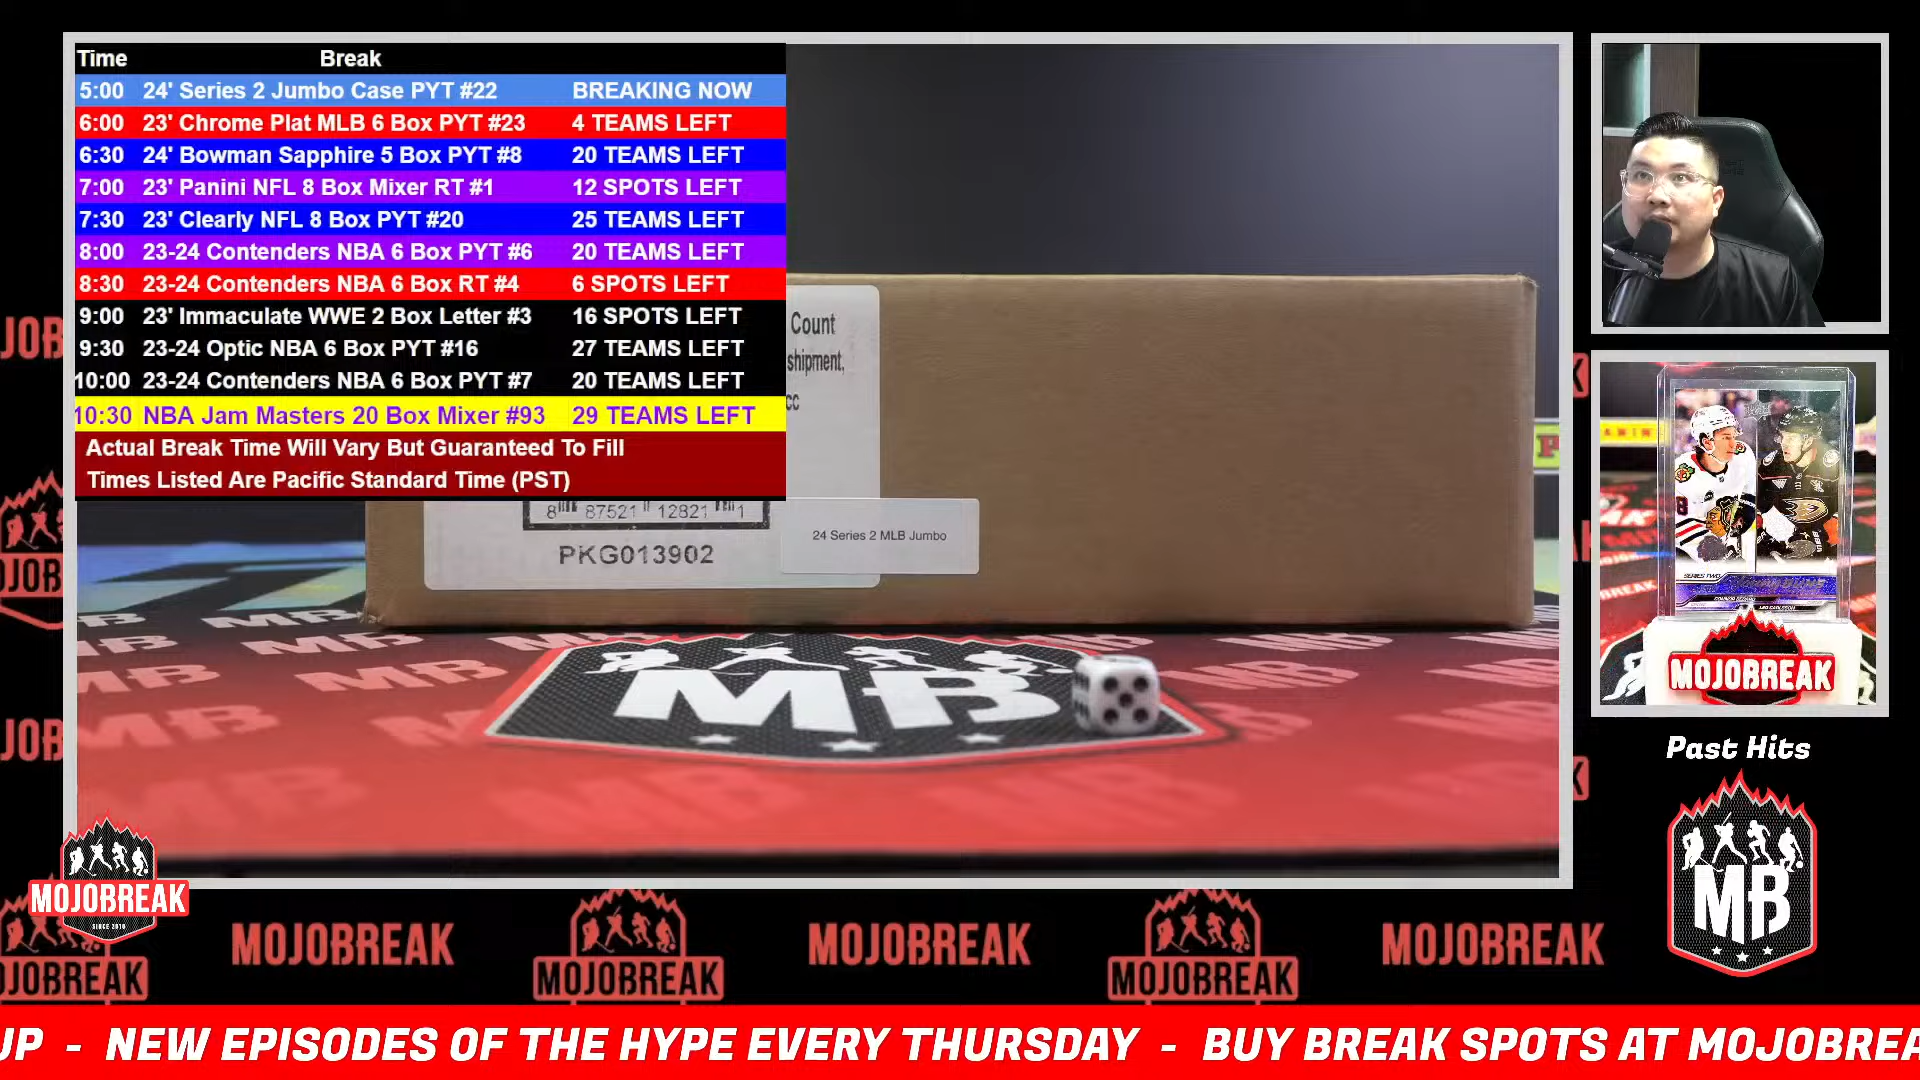 Time Break
5:00 24' Series 2 Jumbo Case PYT #22 BREAKING NOW
6:00 23' Chrome Plat MLB 6 Box PYT #23 4 TEAMS LEFT
6:30 24' Bowman Sapphire 5 Box PYT #8 20 TEAMS LEFT
7:00 23' Panini NFL 8 Box Mixer RT #1 12 SPOTS LEFT
7:30 23' Clearly NFL 8 Box PYT #20 25 TEAMS LEFT
8:00 23-24 Contenders NBA 6 Box PYT #6 20 TEAMS LEFT
8:30 23-24 Contenders NBA 6 Box RT #4 6 SPOTS LEFT
9:00 23' Immaculate WWE 2 Box Letter #3 16 SPOTS LEFT
9:30 23-24 Optic NBA 6 Box PYT #16 27 TEAMS LEFT
10:00 23-24 Contenders NBA 6 Box PYT #7 20 TEAMS LEFT
10:30 NBA Jam Masters 20 Box Mixer #93 29 TEAMS LEFT
Actual Break Time Will Vary But Guaranteed To Fill
Times Listed Are Pacific Standard Time (PST)
Count
shipment,
8 87521 12821 1
PKG013902
24 Series 2 MLB Jumbo
MB
MOJOBREAK
Past Hits
MB
MOJOBREAK
SINCE 2010
MOJOBREAK MOJOBREAK MOJOBREAK MOJOBREAK MOJOBREAK
UP - NEW EPISODES OF THE HYPE EVERY THURSDAY - BUY BREAK SPOTS AT MOJOBREA